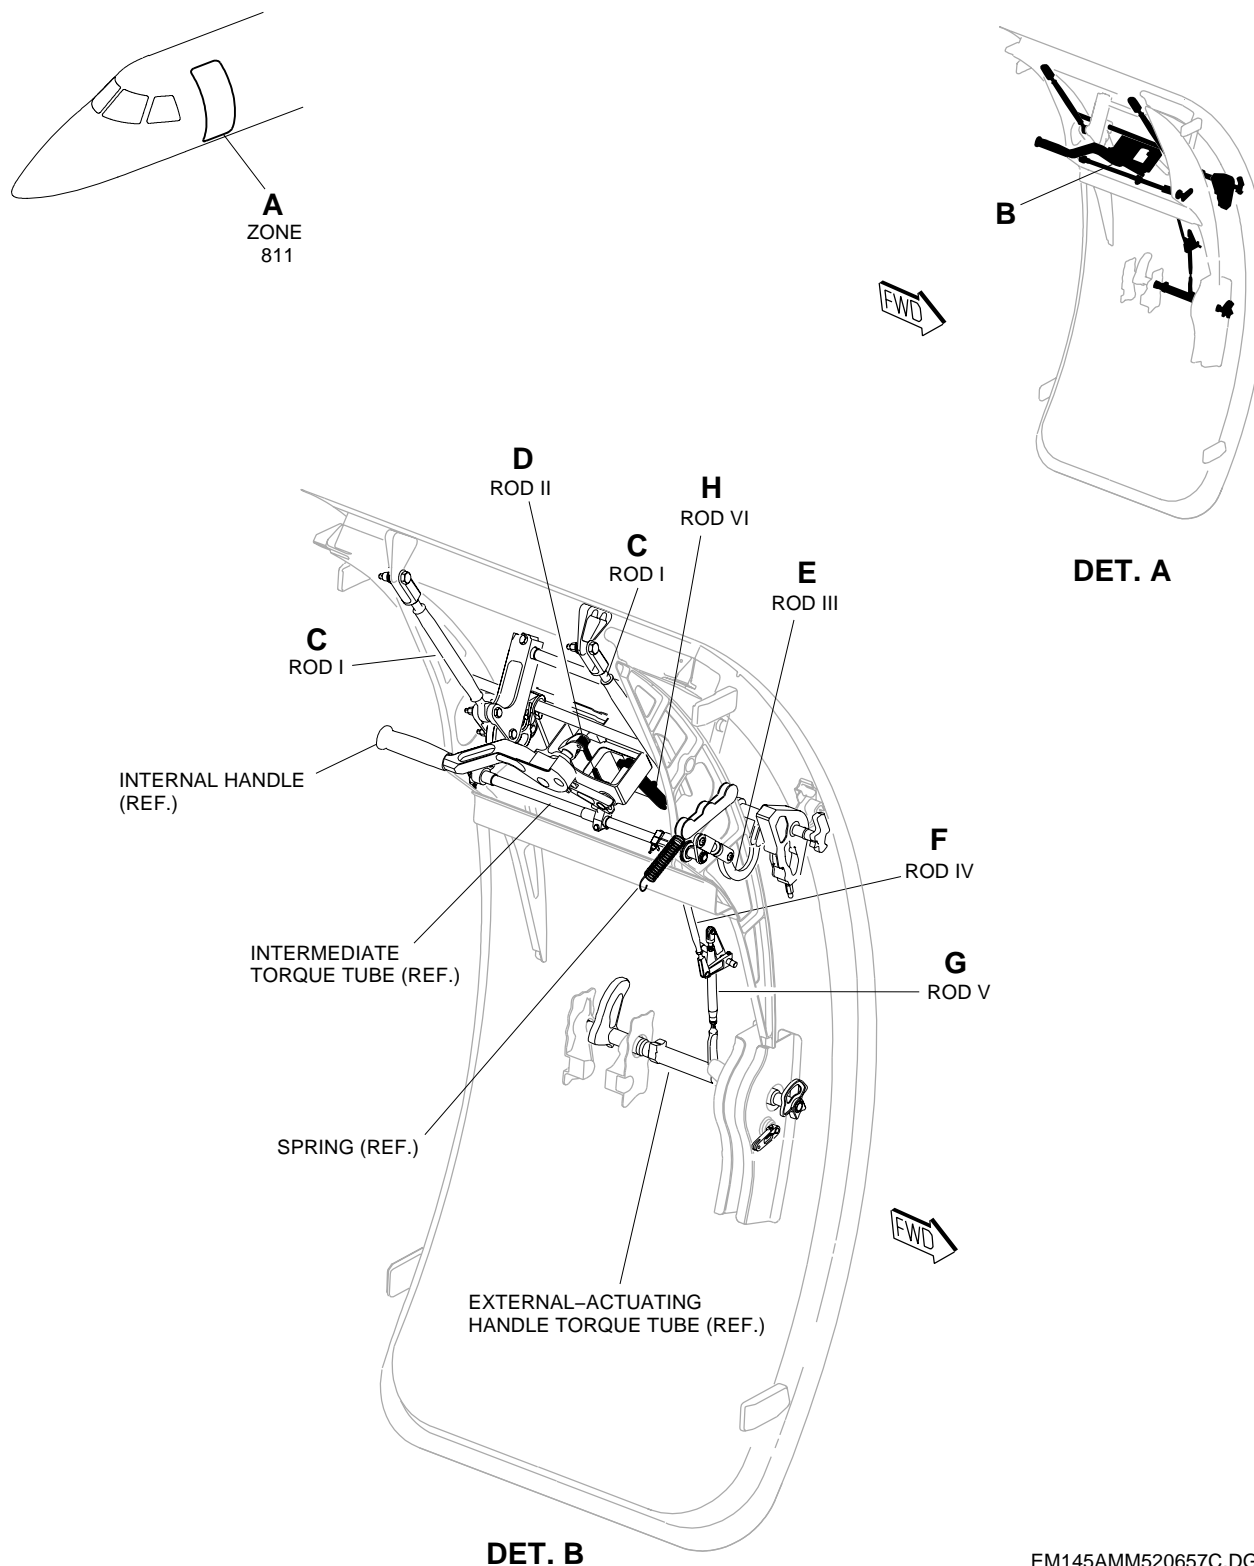 A
ZONE
811
B
FWD
DET. A
D
ROD II
H
ROD VI
C
ROD I
E
ROD III
C
ROD I
INTERNAL HANDLE
(REF.)
F
ROD IV
INTERMEDIATE
TORQUE TUBE (REF.)
G
ROD V
SPRING (REF.)
FWD
EXTERNAL–ACTUATING
HANDLE TORQUE TUBE (REF.)
DET. B
EM145AMM520657C.DG